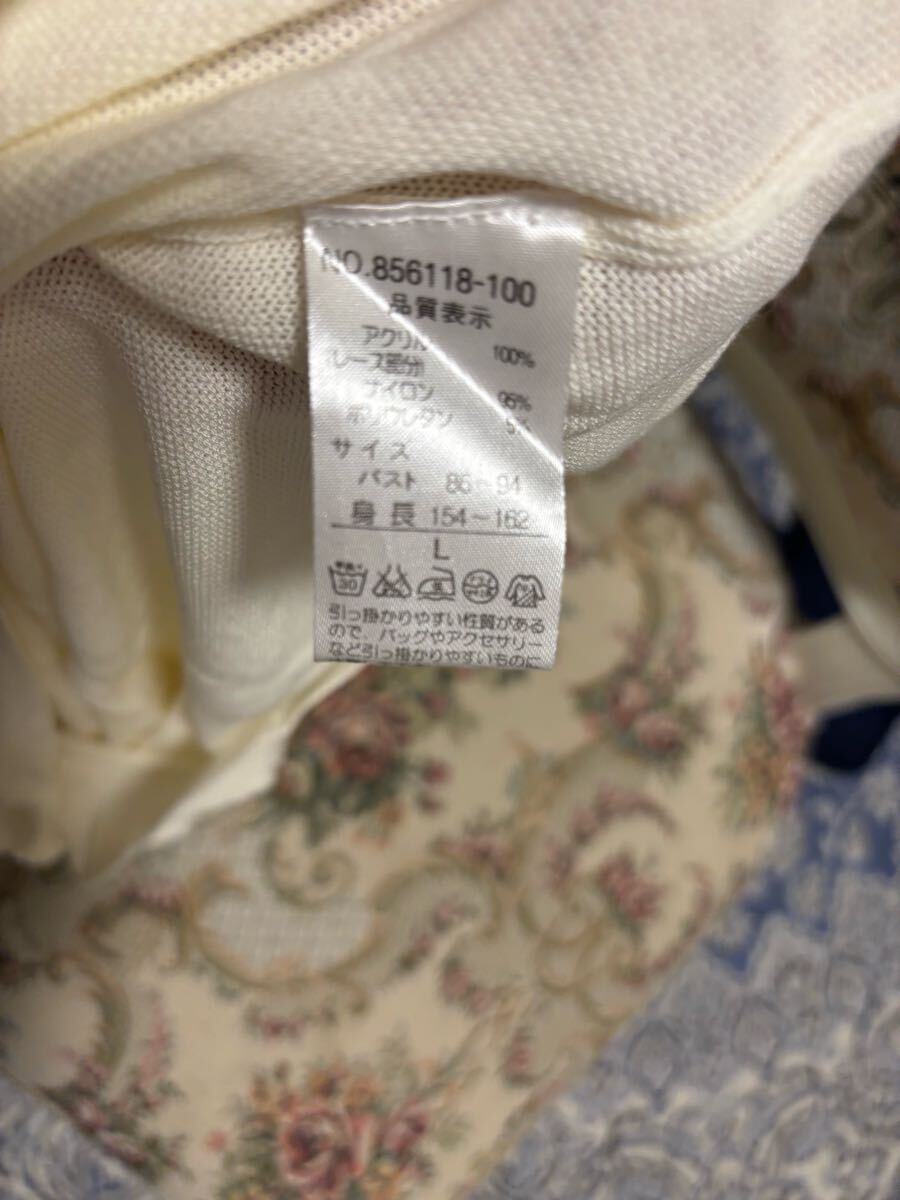 NO.856118-100
品質表示
アクリル 100%
レース部分
ナイロン 95%
ポリウレタン 5%
サイズ
バスト 86～94
身長 154～162
L
30
引っ掛かりやすい性質がある
ので、バッグやアクセサリー
など引っ掛かりやすいものに